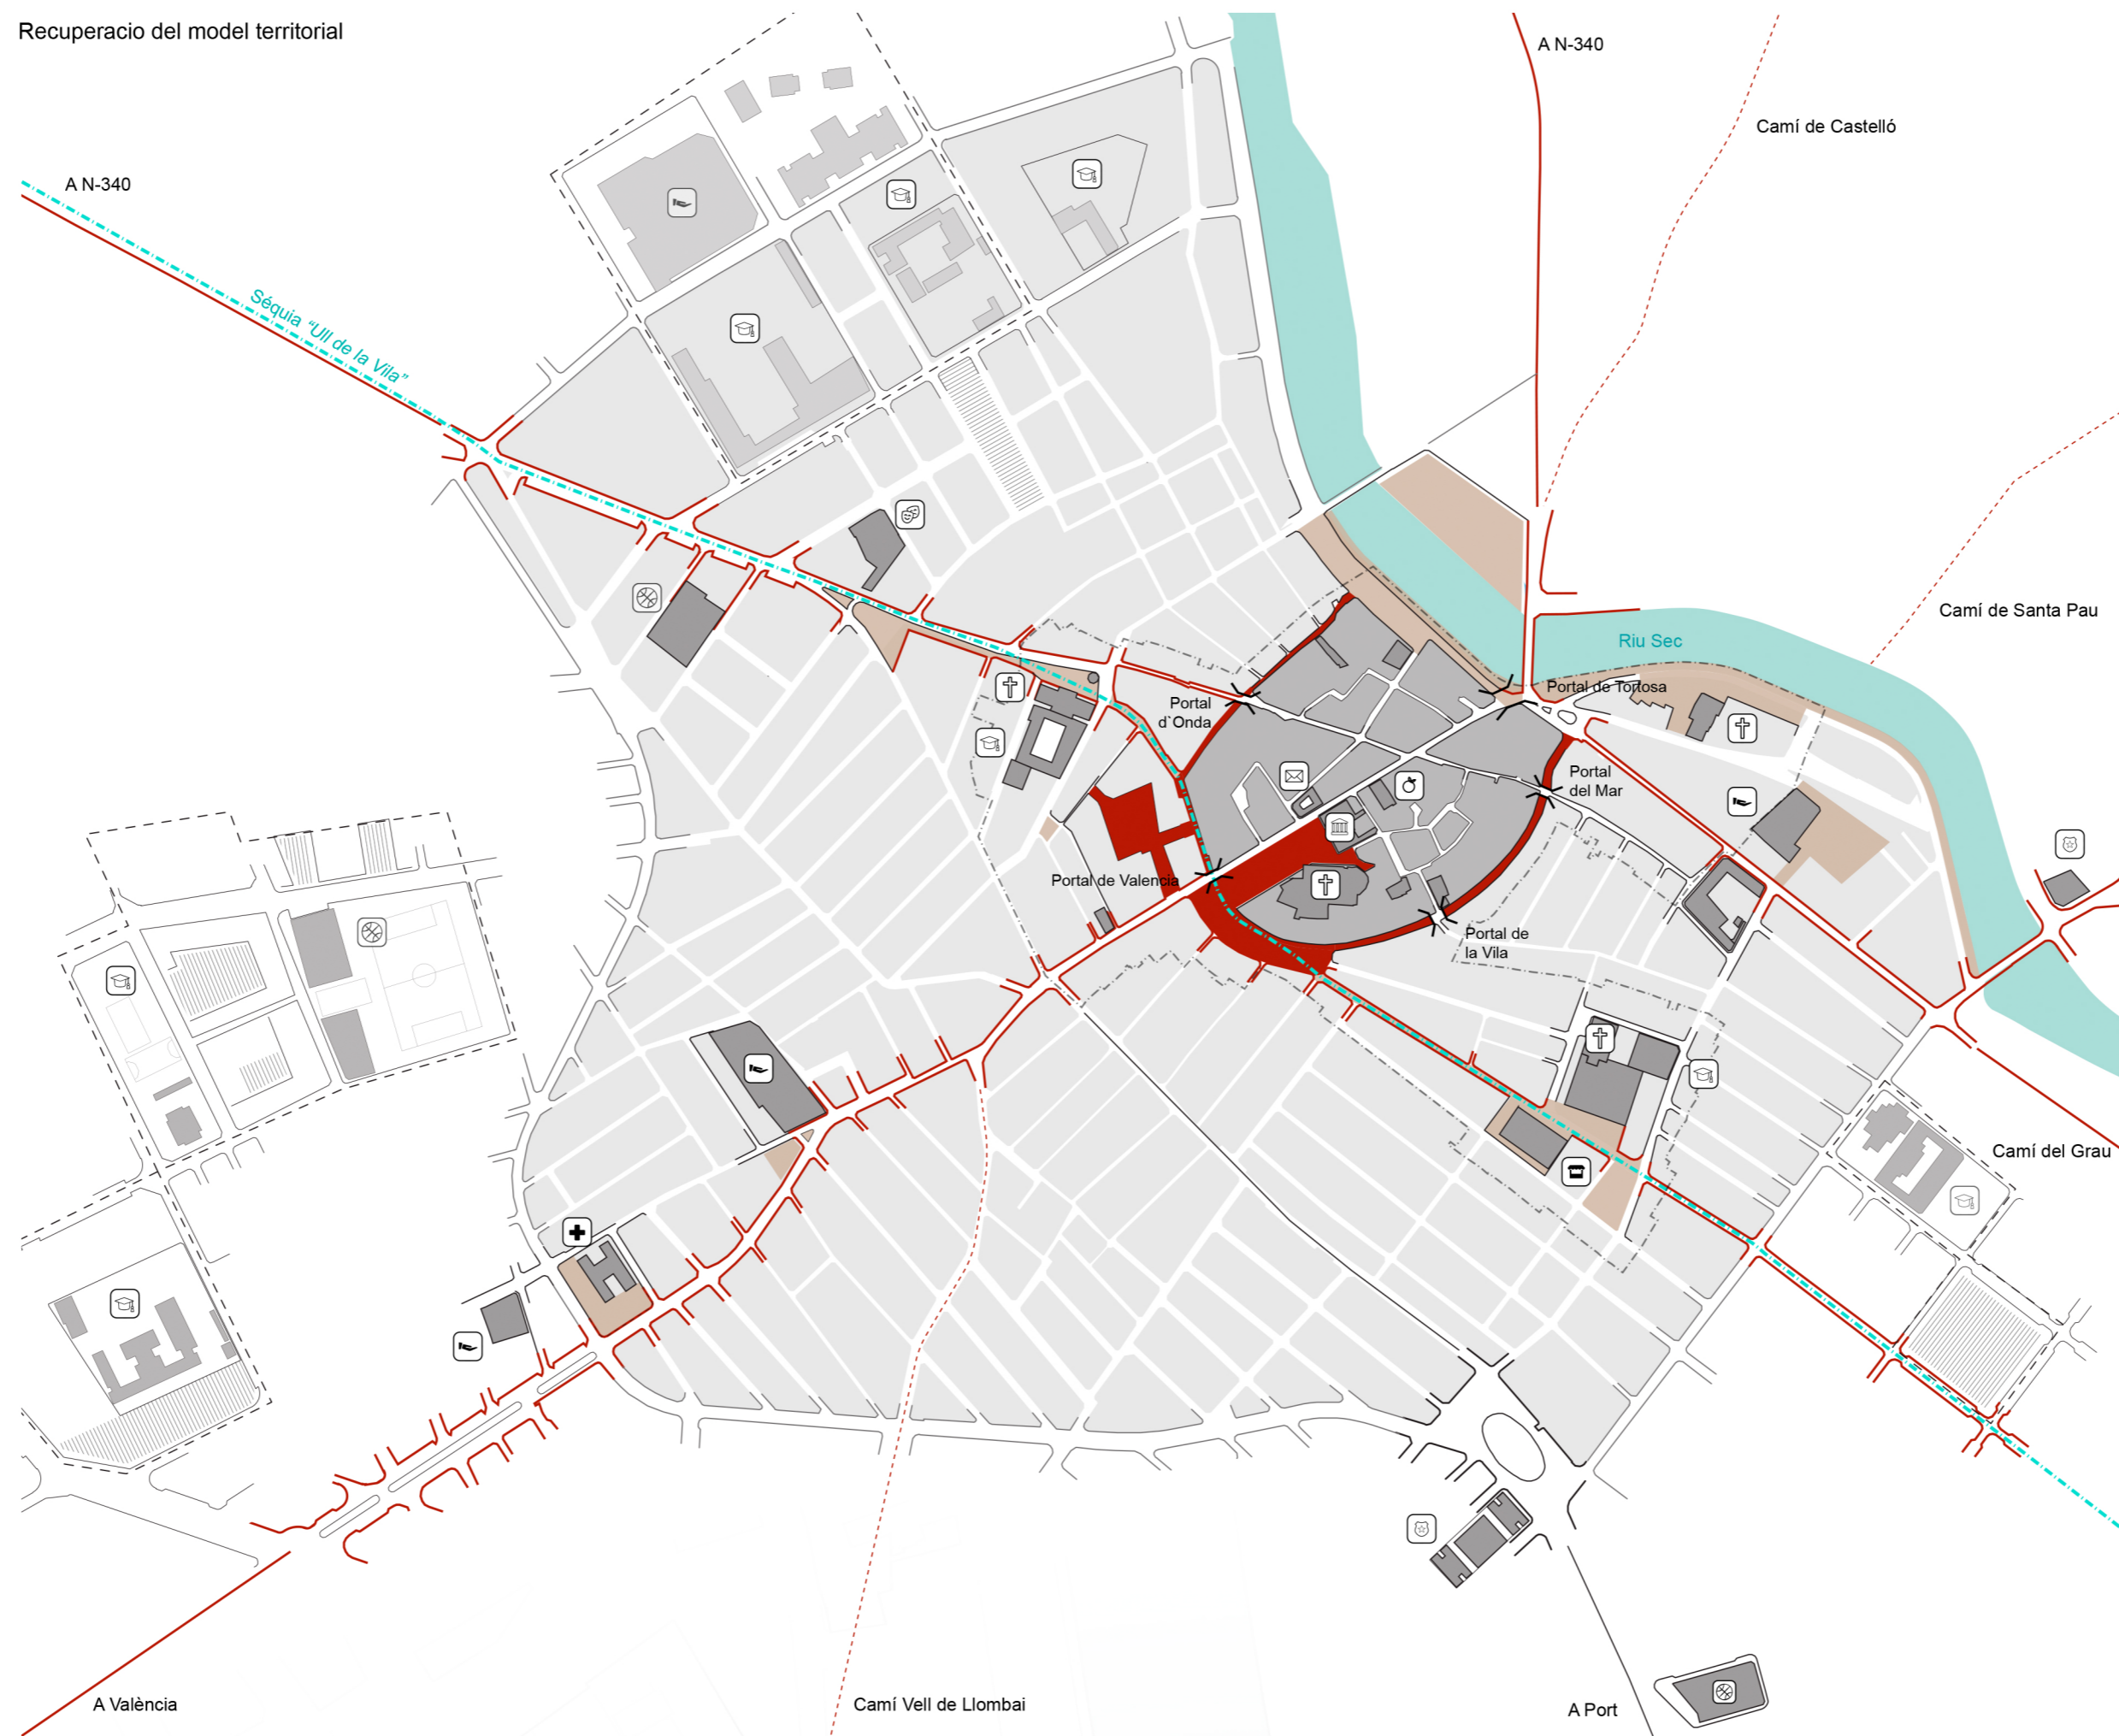 Recuperacio del model territorial
A N-340
Camí de Castelló
A N-340
Séquia “Ull de la Vila”
Camí de Santa Pau
Riu Sec
Portal de Tortosa
Portal
d`Onda
Portal
del Mar
Portal de Valencia
Portal de
la Vila
Camí del Grau
A València
Camí Vell de Llombai
A Port